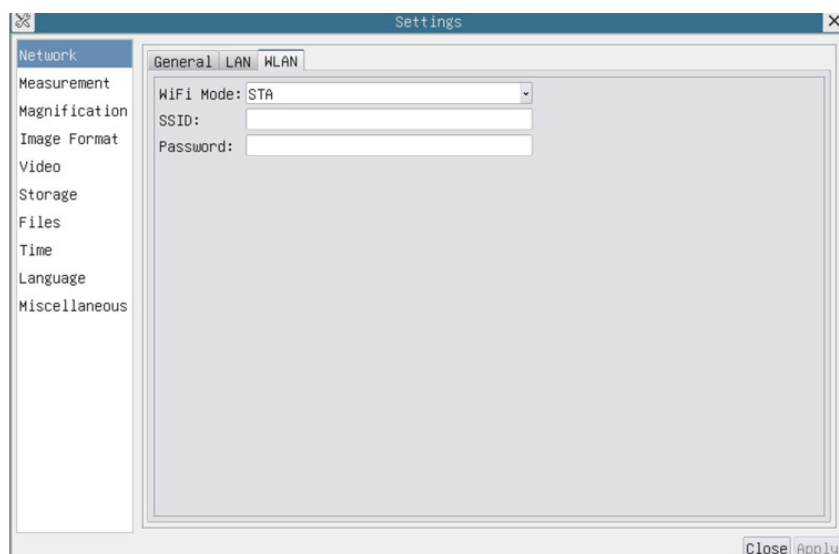 Settings
Network
Measurement
Magnification
Image Format
Video
Storage
Files
Time
Language
Miscellaneous
General LAN WLAN
WiFi Mode: STA
SSID:
Password:
Close Apply